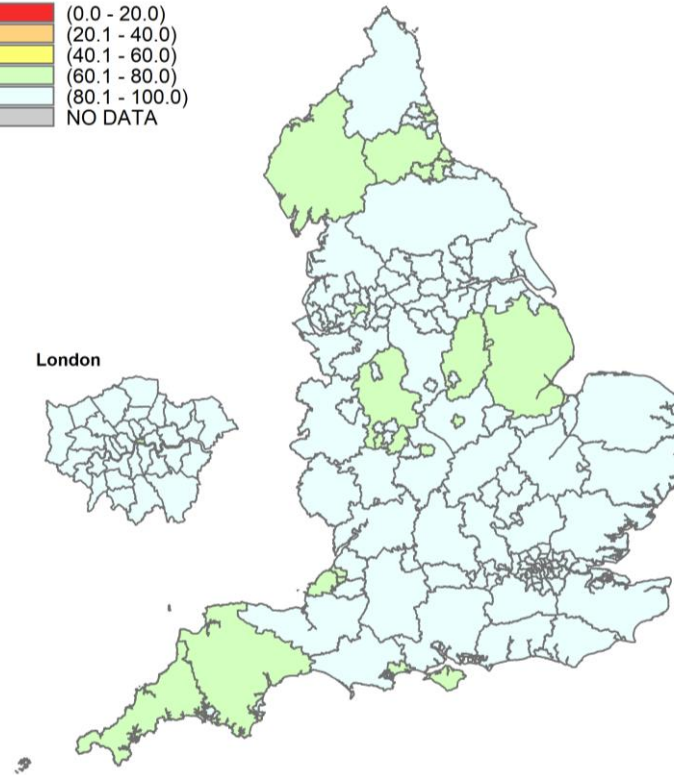 (0.0 - 20.0)
(20.1 - 40.0)
(40.1 - 60.0)
(60.1 - 80.0)
(80.1 - 100.0)
NO DATA
London